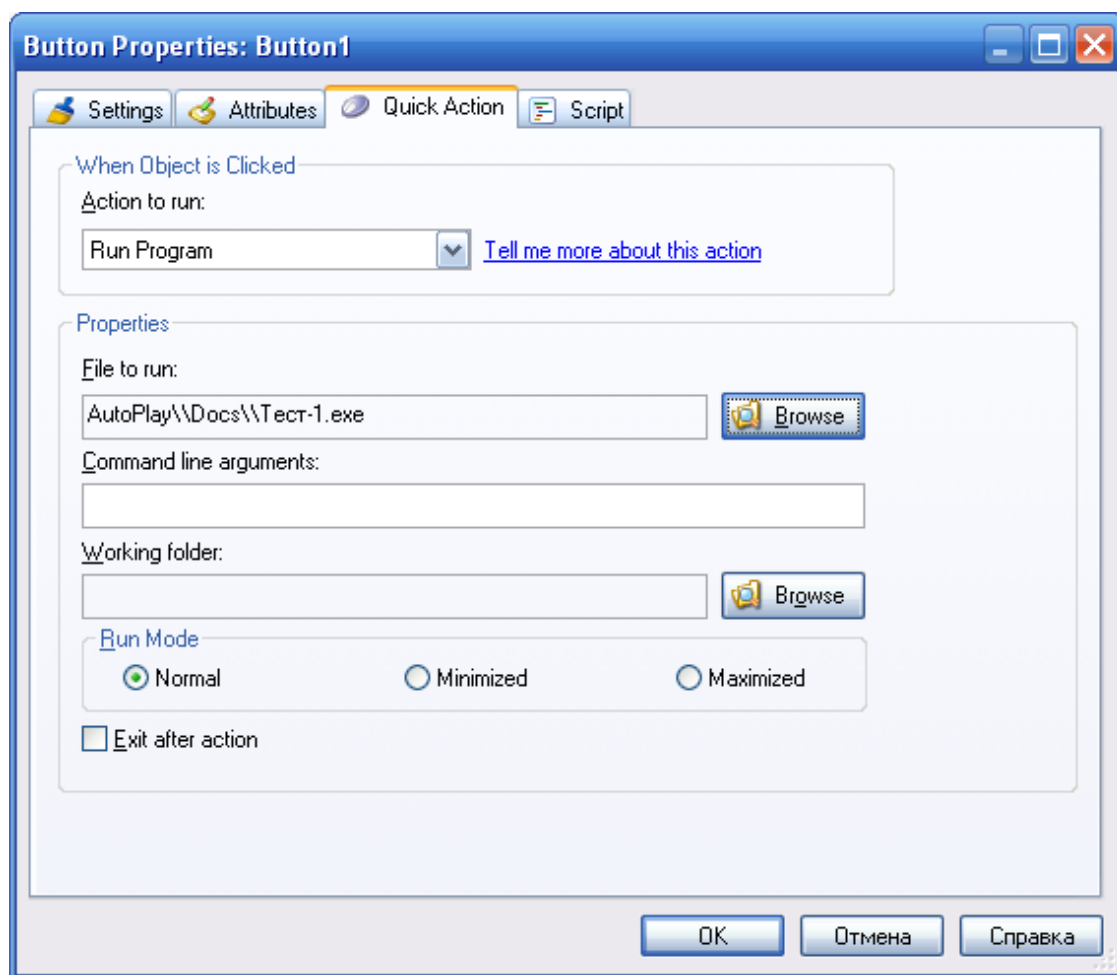 Button Properties: Button1
Settings Attributes Quick Action Script
When Object is Clicked
Action to run:
Run Program Tell me more about this action
Properties
File to run:
AutoPlay\\Docs\\Тест-1.exe Browse
Command line arguments:
Working folder:
Browse
Run Mode
Normal Minimized Maximized
Exit after action
OK Отмена Справка